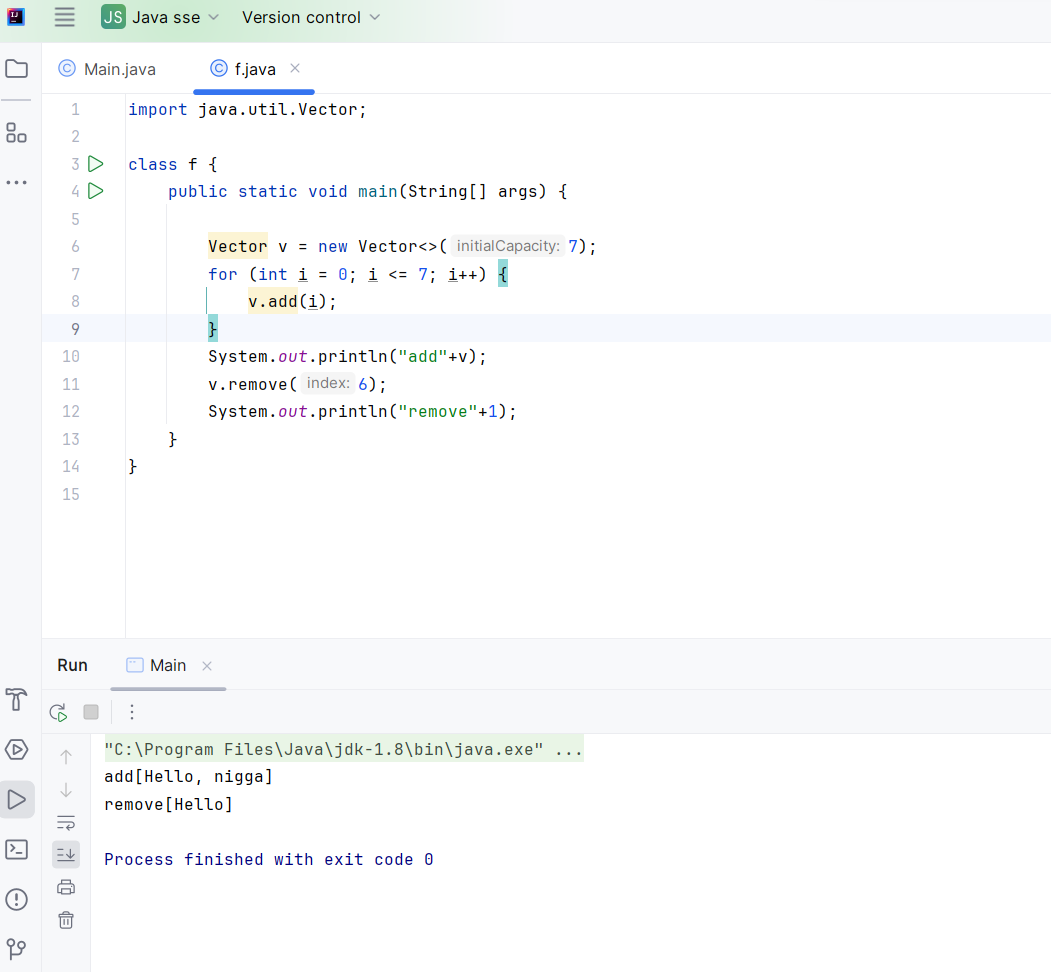 JS Java sse Version control
Main.java f.java
1 import java.util.Vector;
2
3 class f {
4 public static void main(String[] args) {
5
6 Vector v = new Vector<>( initialCapacity: 7);
7 for (int i = 0; i <= 7; i++) {
8 v.add(i);
9 }
10 System.out.println("add"+v);
11 v.remove( index: 6);
12 System.out.println("remove"+1);
13 }
14 }
15
Run Main
"C:\Program Files\Java\jdk-1.8\bin\java.exe" ...
add[Hello, nigga]
remove[Hello]
Process finished with exit code 0